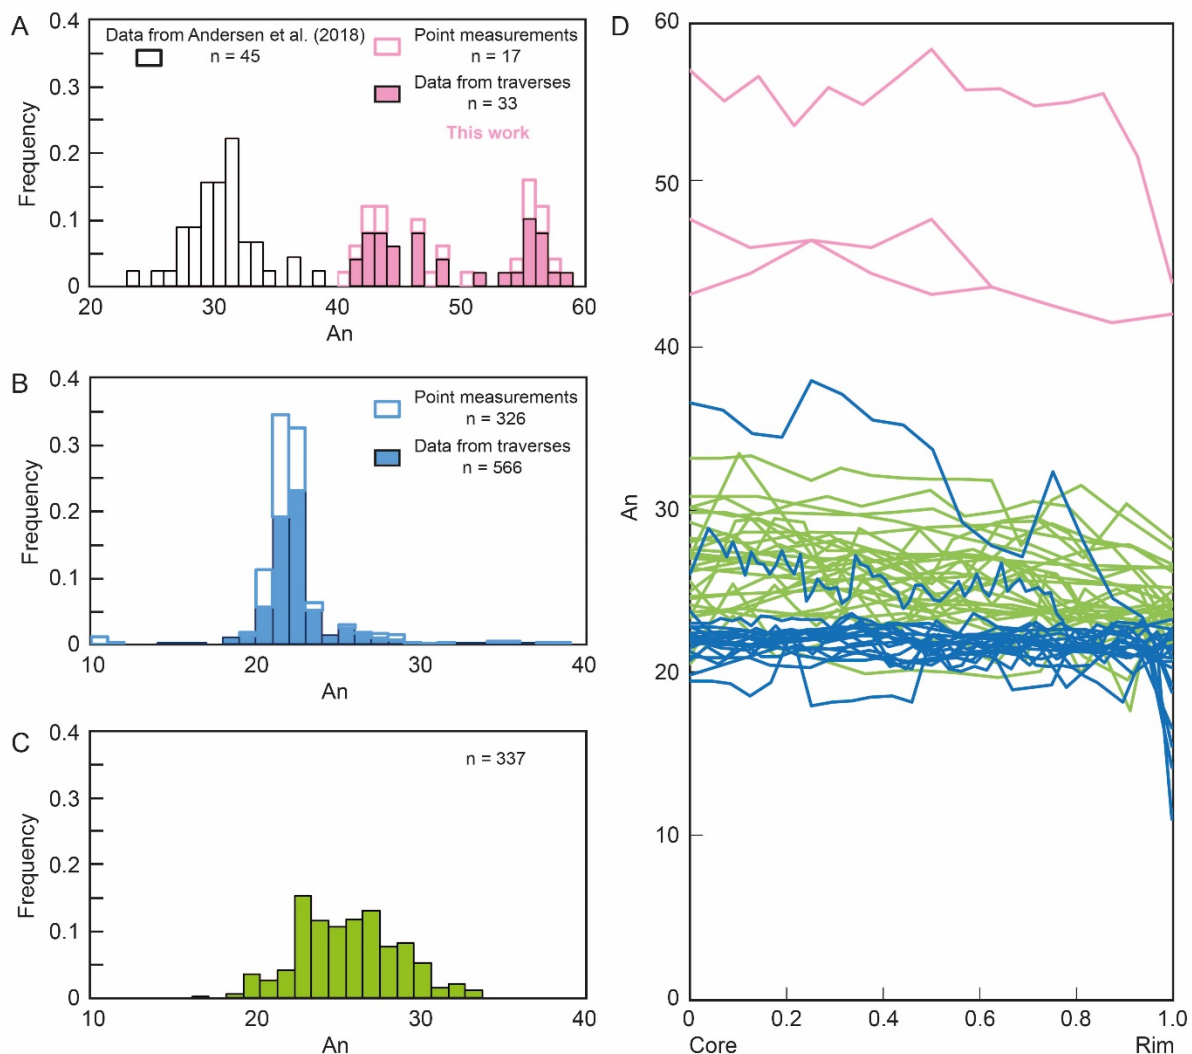 A
Data from Andersen et al. (2018)
n = 45
Point measurements
n = 17
Data from traverses
n = 33
This work
Frequency
0.4
0.3
0.2
0.1
0
20
30
40
50
60
An
B
Point measurements
n = 326
Data from traverses
n = 566
Frequency
0.4
0.3
0.2
0.1
0
10
20
30
40
An
C
n = 337
Frequency
0.4
0.3
0.2
0.1
0
10
20
30
40
An
D
An
60
50
40
30
20
10
0
0
0.2
0.4
0.6
0.8
1.0
Core
Rim